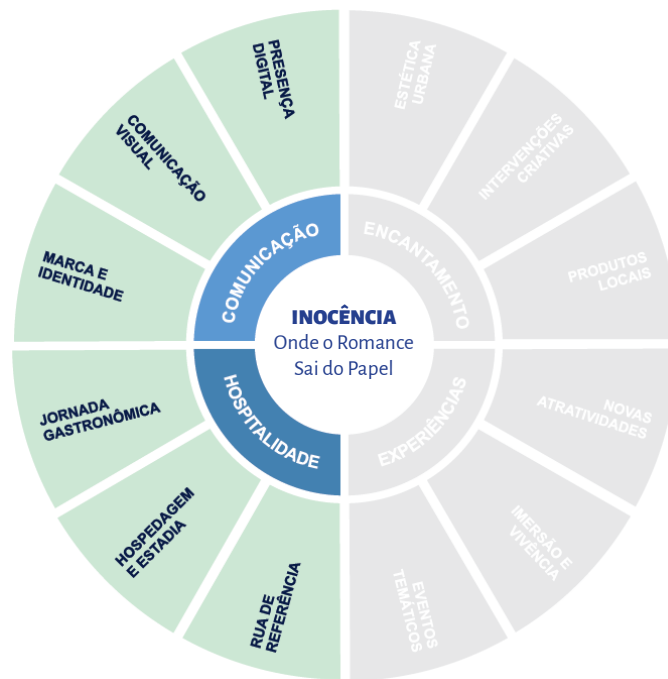 PRESENÇA
DIGITAL
COMUNICAÇÃO
VISUAL
MARCA E
IDENTIDADE
JORNADA
GASTRONÔMICA
HOSPEDAGEM
E ESTADIA
RUA DE
REFERÊNCIA
ESTÉTICA
URBANA
INTERVENÇÕES
CRIATIVAS
PRODUTOS
LOCAIS
NOVAS
ATRATIVIDADES
IMERSÃO E
VIVÊNCIA
EVENTOS
TEMÁTICOS
COMUNICAÇÃO
ENCANTAMENTO
HOSPITALIDADE
EXPERIÊNCIAS
INOCÊNCIA
Onde o Romance
Sai do Papel